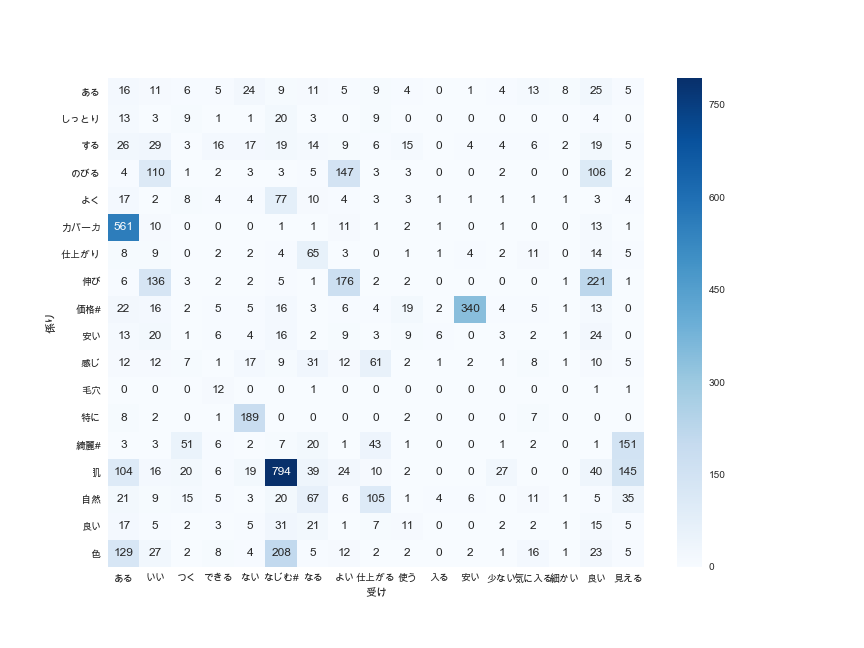 ある 16 11 6 5 24 9 11 5 9 4 0 1 4 13 8 25 5
しっとり 13 3 9 1 1 20 3 0 9 0 0 0 0 0 0 4 0
する 26 29 3 16 17 19 14 9 6 15 0 4 4 6 2 19 5
のびる 4 110 1 2 3 3 5 147 3 3 0 0 2 0 0 106 2
よく 17 2 8 4 4 77 10 4 3 3 1 1 1 1 1 3 4
カバーカ 561 10 0 0 0 1 1 11 1 2 1 0 1 0 0 13 1
仕上がり 8 9 0 2 2 4 65 3 0 1 1 4 2 11 0 14 5
伸び 6 136 3 2 2 5 1 176 2 2 0 0 0 0 1 221 1
価格# 22 16 2 5 5 16 3 6 4 19 2 340 4 5 1 13 0
安い 13 20 1 6 4 16 2 9 3 9 6 0 3 2 1 24 0
感じ 12 12 7 1 17 9 31 12 61 2 1 2 1 8 1 10 5
毛穴 0 0 0 12 0 0 1 0 0 0 0 0 0 0 0 1 1
特に 8 2 0 1 189 0 0 0 0 2 0 0 0 7 0 0 0
綺麗# 3 3 51 6 2 7 20 1 43 1 0 0 1 2 0 1 151
肌 104 16 20 6 19 794 39 24 10 2 0 0 27 0 0 40 145
自然 21 9 15 5 3 20 67 6 105 1 4 6 0 11 1 5 35
良い 17 5 2 3 5 31 21 1 7 11 0 0 2 2 1 15 5
色 129 27 2 8 4 208 5 12 2 2 0 2 1 16 1 23 5
ある いい つく できる ない なじむ# なる よい 仕上がる 使う 入る 安い 少ない 気に入る 細かい 良い 見える
受け
係り
750
600
450
300
150
0